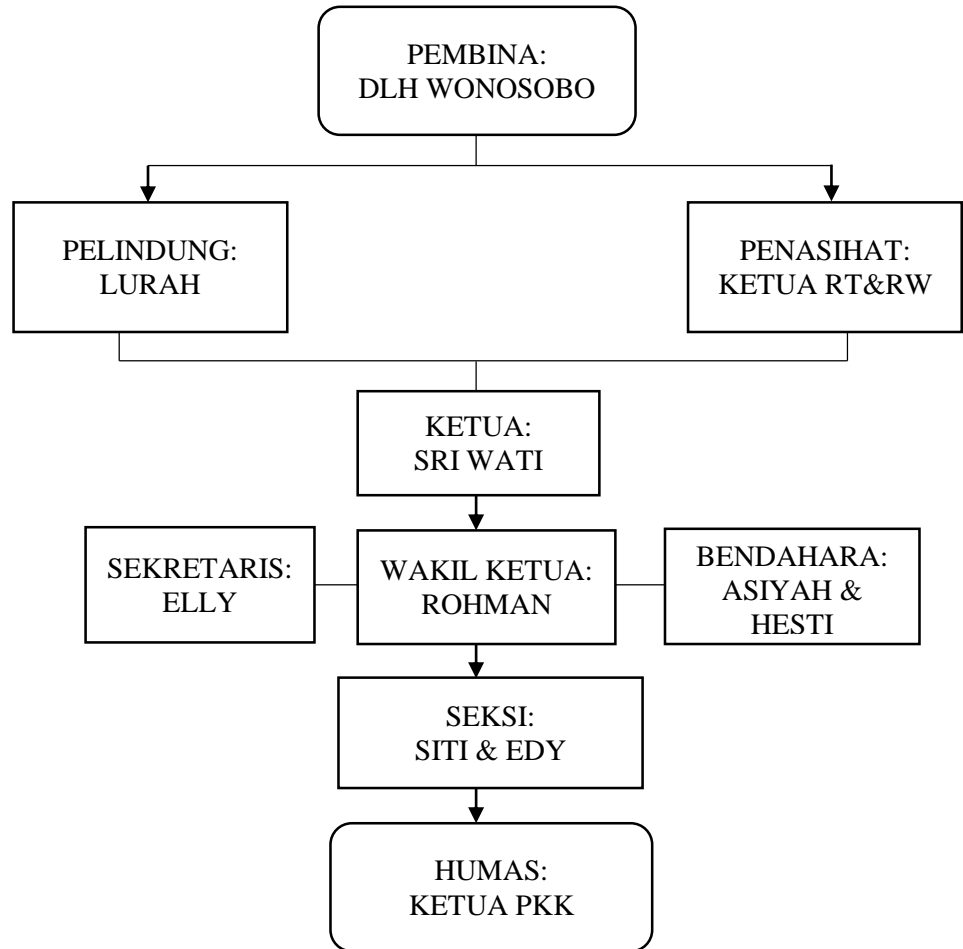 PEMBINA:
DLH WONOSOBO
PELINDUNG:
LURAH
PENASIHAT:
KETUA RT&RW
KETUA:
SRI WATI
SEKRETARIS:
ELLY
WAKIL KETUA:
ROHMAN
BENDAHARA:
ASIYAH &
HESTI
SEKSI:
SITI & EDY
HUMAS:
KETUA PKK